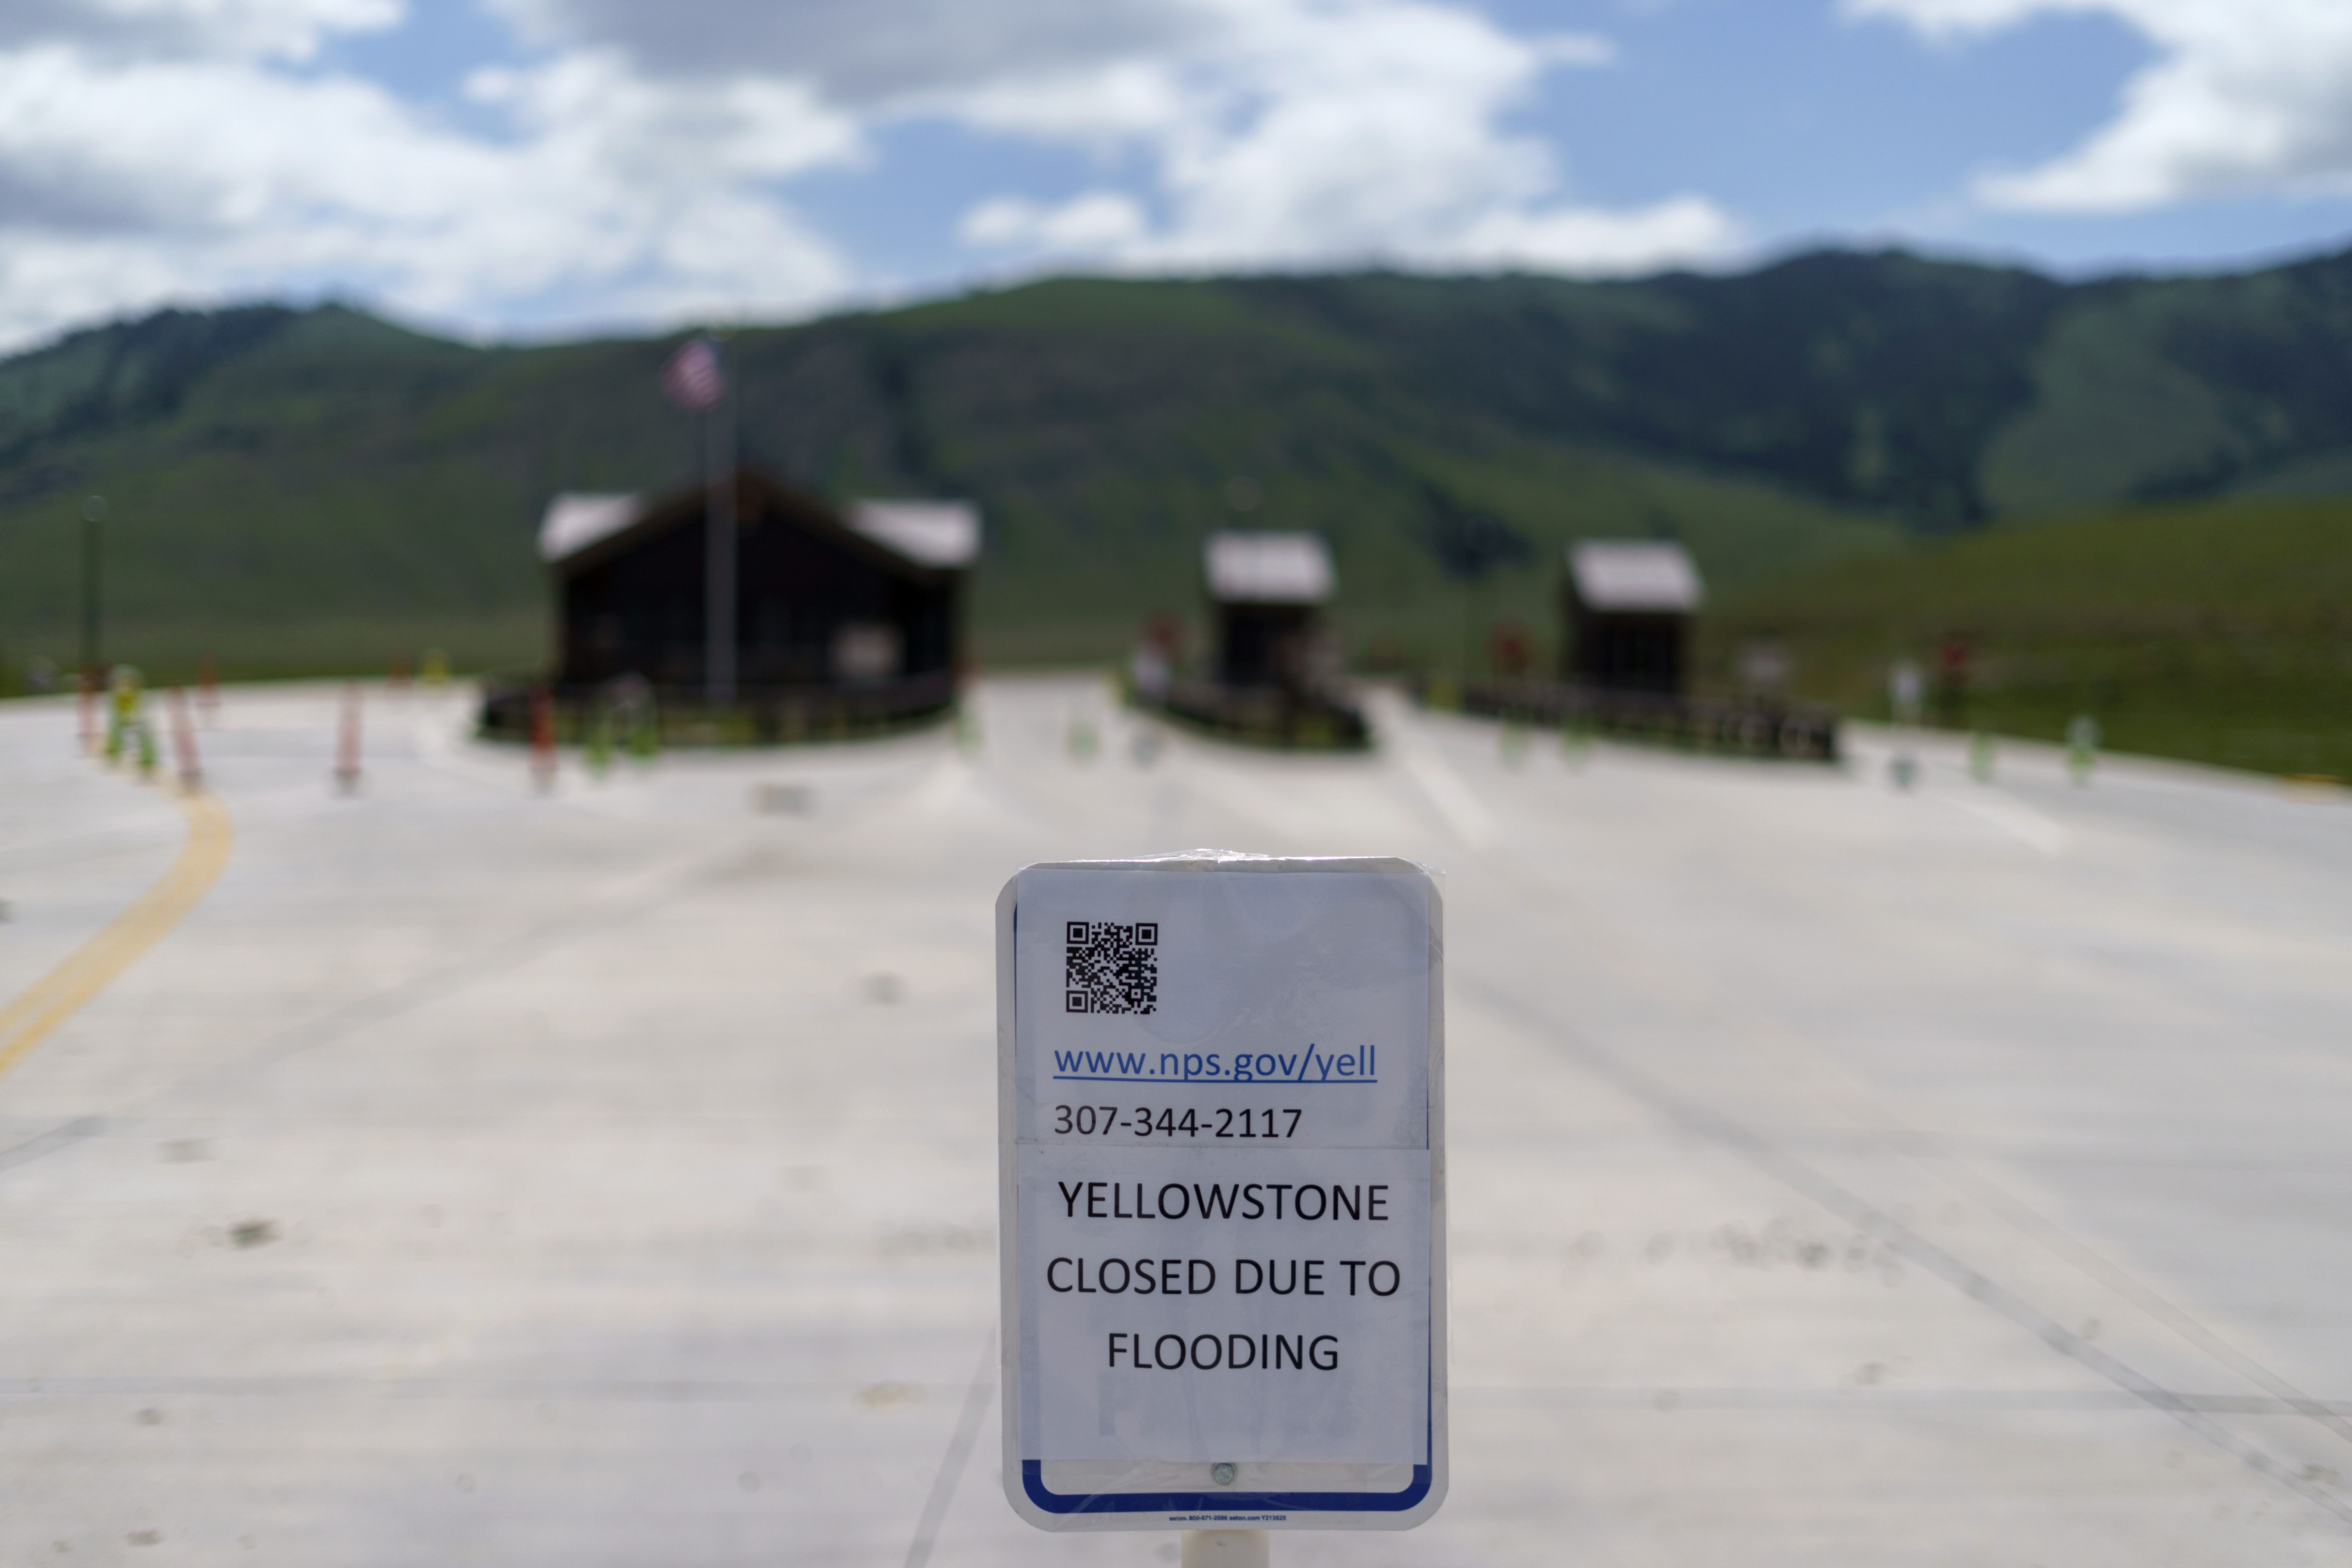 www.nps.gov/yell
307-344-2117
YELLOWSTONE
CLOSED DUE TO
FLOODING